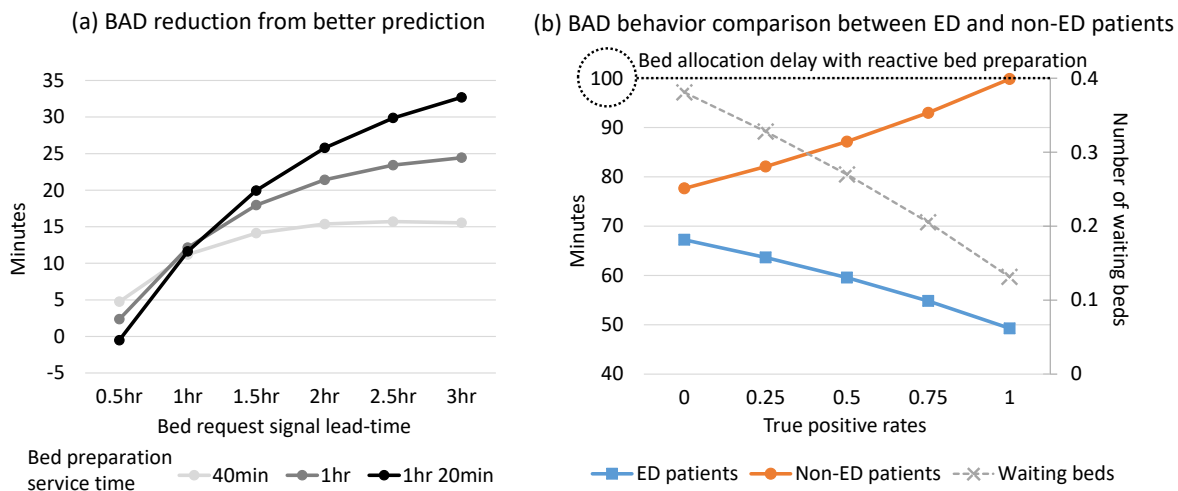 (a) BAD reduction from better prediction
35
30
25
20
15
10
5
0
-5
Minutes
0.5hr 1hr 1.5hr 2hr 2.5hr 3hr
Bed request signal lead-time
Bed preparation
service time
40min 1hr 1hr 20min
(b) BAD behavior comparison between ED and non-ED patients
Bed allocation delay with reactive bed preparation
100
90
80
70
60
50
40
Minutes
0.4
0.3
0.2
0.1
0
Number of waiting beds
0 0.25 0.5 0.75 1
True positive rates
ED patients Non-ED patients Waiting beds